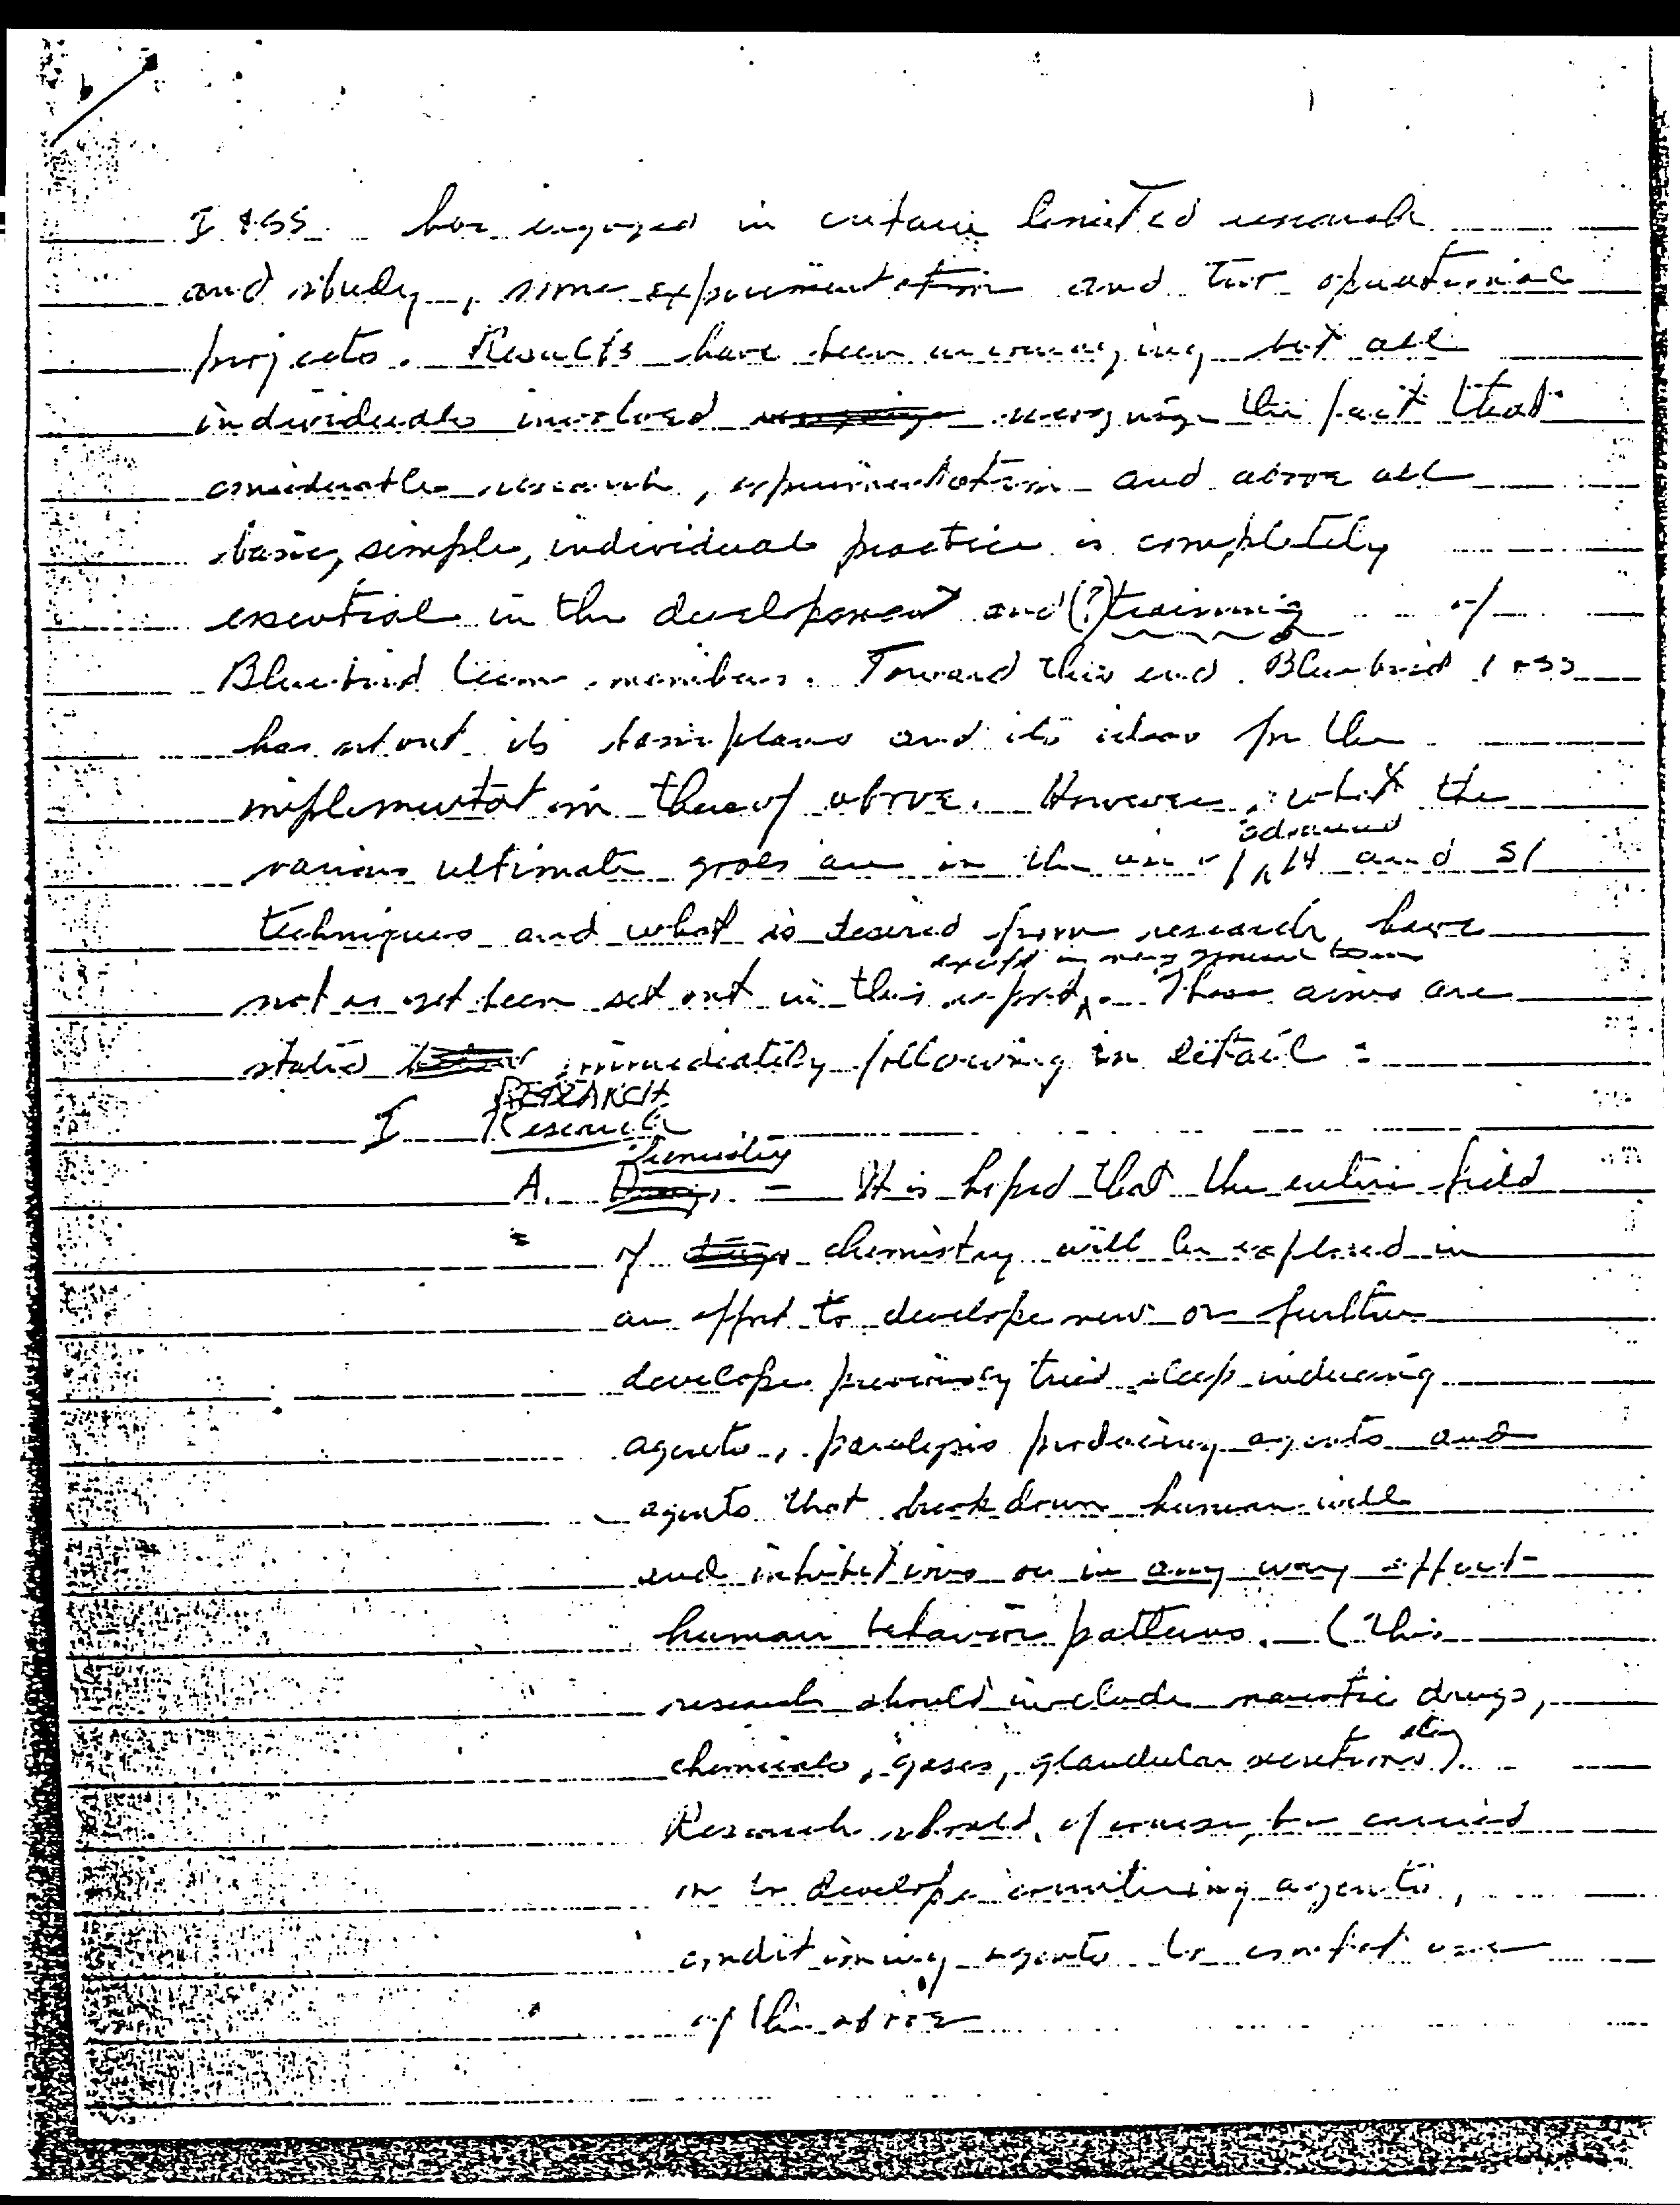 I & SS has engaged in certain limited research
and study, some experimentation and two operational
projects. Results have been encouraging but all
individuals involved recognize the fact that
considerable research, experimentation and above all
basic, simple, individual practice is completely
essential in the development and (?) training of
Bluebird team members. Toward this end Bluebird I & SS
has set out its basic plans and its ideas for the
implementation thereof above. However, what the
various ultimate goals are in the use of advanced H and SI
techniques and what is desired from research, have
not as yet been set out in this report, except in very general terms. These aims are
stated immediately following in detail :
RESEARCH
I Research
Chemistry
A. – It is hoped that the entire field
of chemistry will be explored in
an effort to develope new or further
develope previously tried sleep inducing
agents, paralysis producing agents and
agents that break down human will
and inhibitions or in any way effect
human behavior patterns. (This
research should include narcotic drugs,
chemicals, gases, glandular secretions etc)
Research should, of course, be carried
on to develope counter agents,
conditioning agents to combat use
of the above